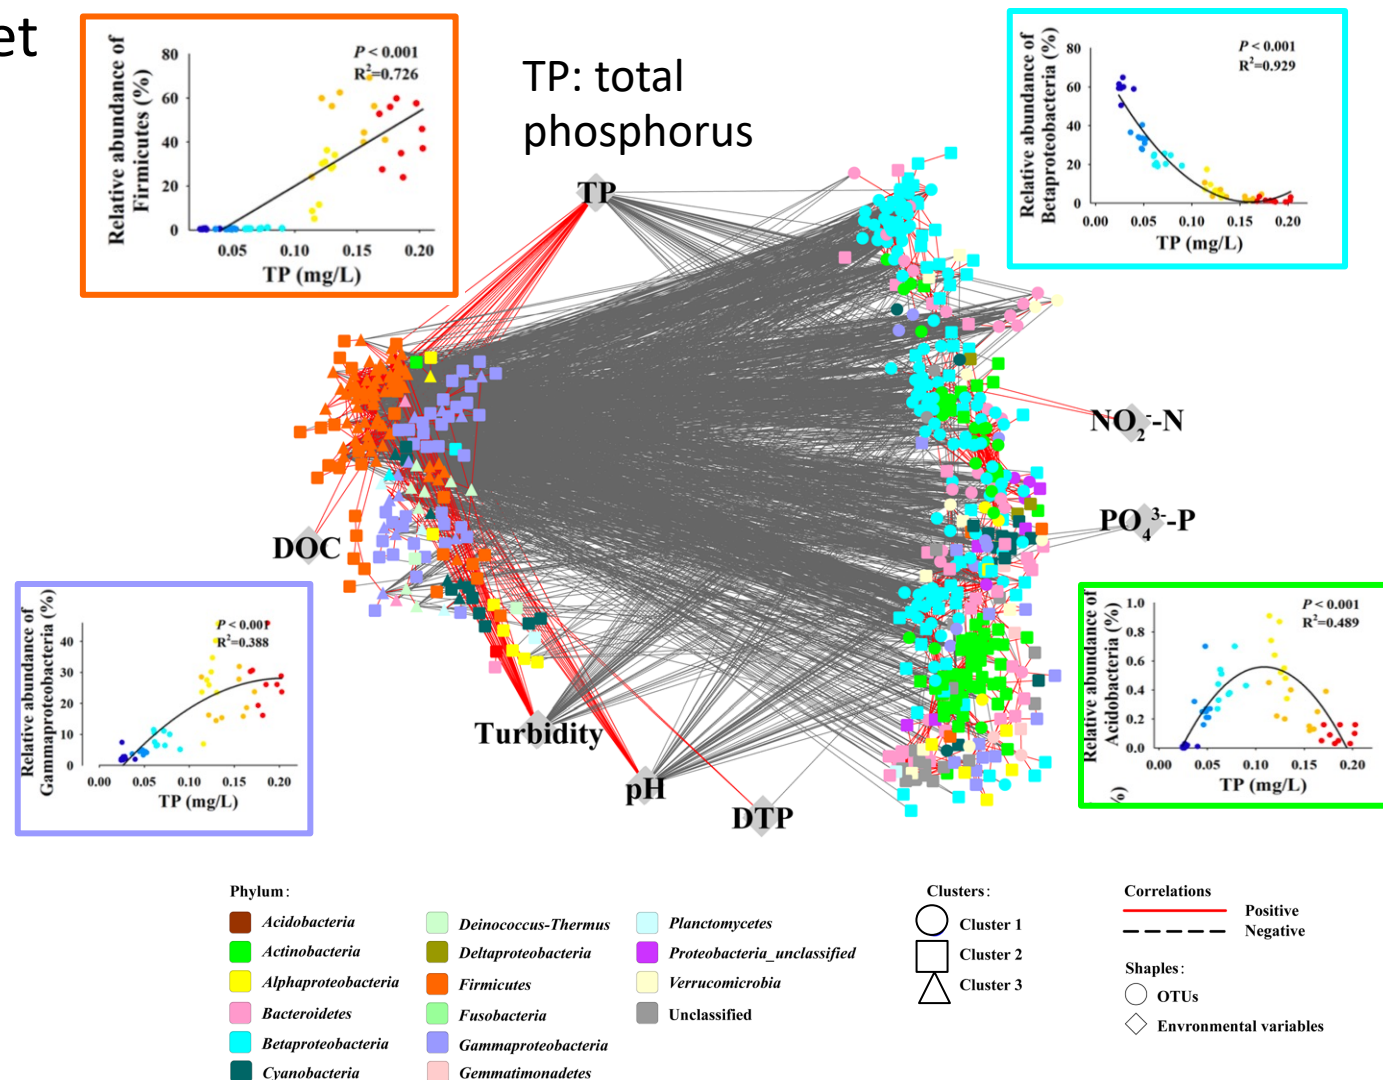 et
TP: total
phosphorus
Relative abundance of
Firmicutes (%)
80
60
40
20
0
P < 0.001
R²=0.726
0.05
0.10
0.15
0.20
TP (mg/L)
Relative abundance of
Betaproteobacteria (%)
80
60
40
20
0
P < 0.001
R²=0.929
0.00
0.05
0.10
0.15
0.20
TP (mg/L)
TP
NO₂⁻-N
PO₄³⁻-P
DOC
Turbidity
pH
DTP
Relative abundance of
Gammaproteobacteria (%)
40
30
20
10
0
P < 0.001
R²=0.388
0.00
0.05
0.10
0.15
0.20
TP (mg/L)
Relative abundance of
Acidobacteria (%)
1.0
0.8
0.6
0.4
0.2
0.0
P < 0.001
R²=0.489
0.00
0.05
0.10
0.15
0.20
TP (mg/L)
%)
Phylum:
Acidobacteria
Actinobacteria
Alphaproteobacteria
Bacteroidetes
Betaproteobacteria
Cyanobacteria
Deinococcus-Thermus
Deltaproteobacteria
Firmicutes
Fusobacteria
Gammaproteobacteria
Gemmatimonadetes
Planctomycetes
Proteobacteria_unclassified
Verrucomicrobia
Unclassified
Clusters:
Cluster 1
Cluster 2
Cluster 3
Correlations
Positive
Negative
Shapes:
OTUs
Envronmental variables